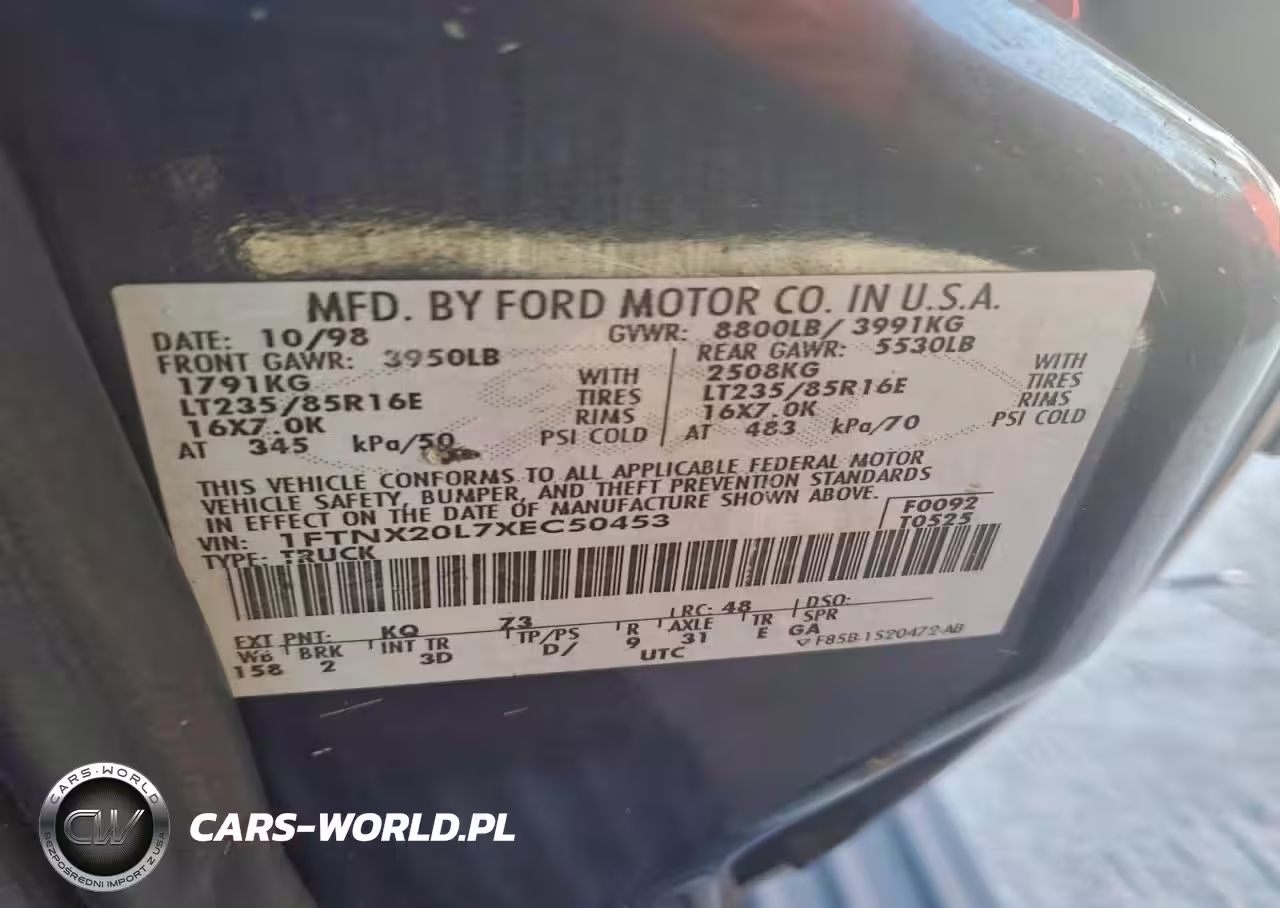 MFD. BY FORD MOTOR CO. IN U.S.A.
DATE: 10/98 GVWR: 8800LB/ 3991KG
FRONT GAWR: 3950LB REAR GAWR: 5530LB
1791KG WITH 2508KG WITH
LT235/85R16E TIRES LT235/85R16E TIRES
16X7.0K RIMS 16X7.0K RIMS
AT 345 kPa/50 PSI COLD AT 483 kPa/70 PSI COLD
THIS VEHICLE CONFORMS TO ALL APPLICABLE FEDERAL MOTOR
VEHICLE SAFETY, BUMPER, AND THEFT PREVENTION STANDARDS
IN EFFECT ON THE DATE OF MANUFACTURE SHOWN ABOVE.
VIN: 1FTNX20L7XEC50453 F0092
TYPE: TRUCK T0525
EXT PNT: KQ Z3 RC: 48 DSO:
WB BRK INT TR TP/PS R AXLE TR SPR
158 2 3D D/ 9 31 E GA
UTC ▽ F85B-1520472-AB
CARS-WORLD
CW
BEZPOŚREDNI IMPORT Z USA
CARS-WORLD.PL